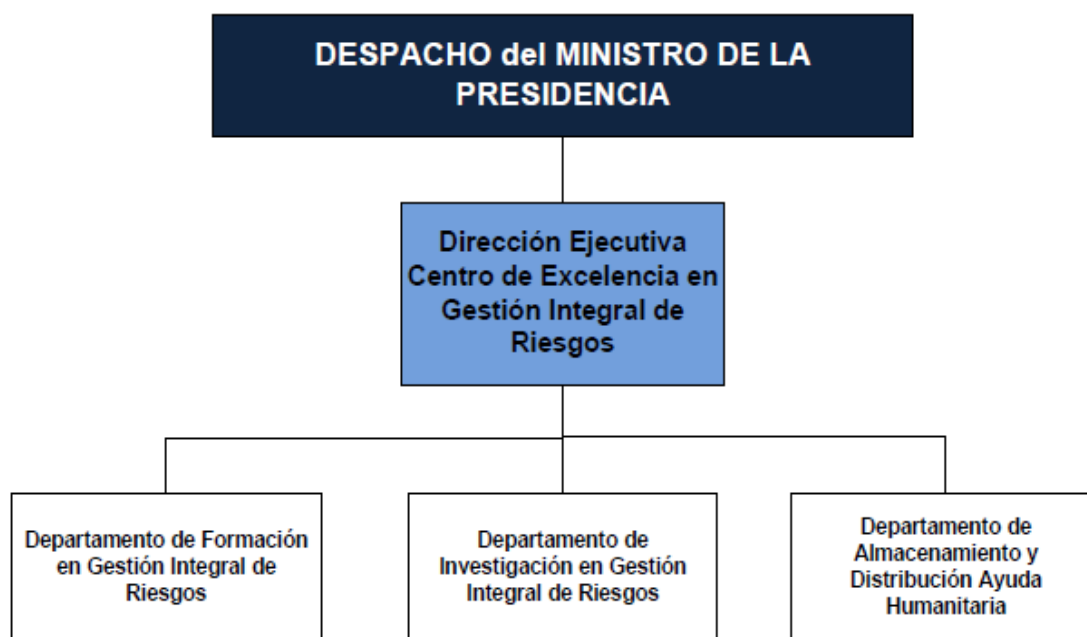 DESPACHO del MINISTRO DE LA
PRESIDENCIA
Dirección Ejecutiva
Centro de Excelencia en
Gestión Integral de
Riesgos
Departamento de Formación
en Gestión Integral de
Riesgos
Departamento de
Investigación en Gestión
Integral de Riesgos
Departamento de
Almacenamiento y
Distribución Ayuda
Humanitaria